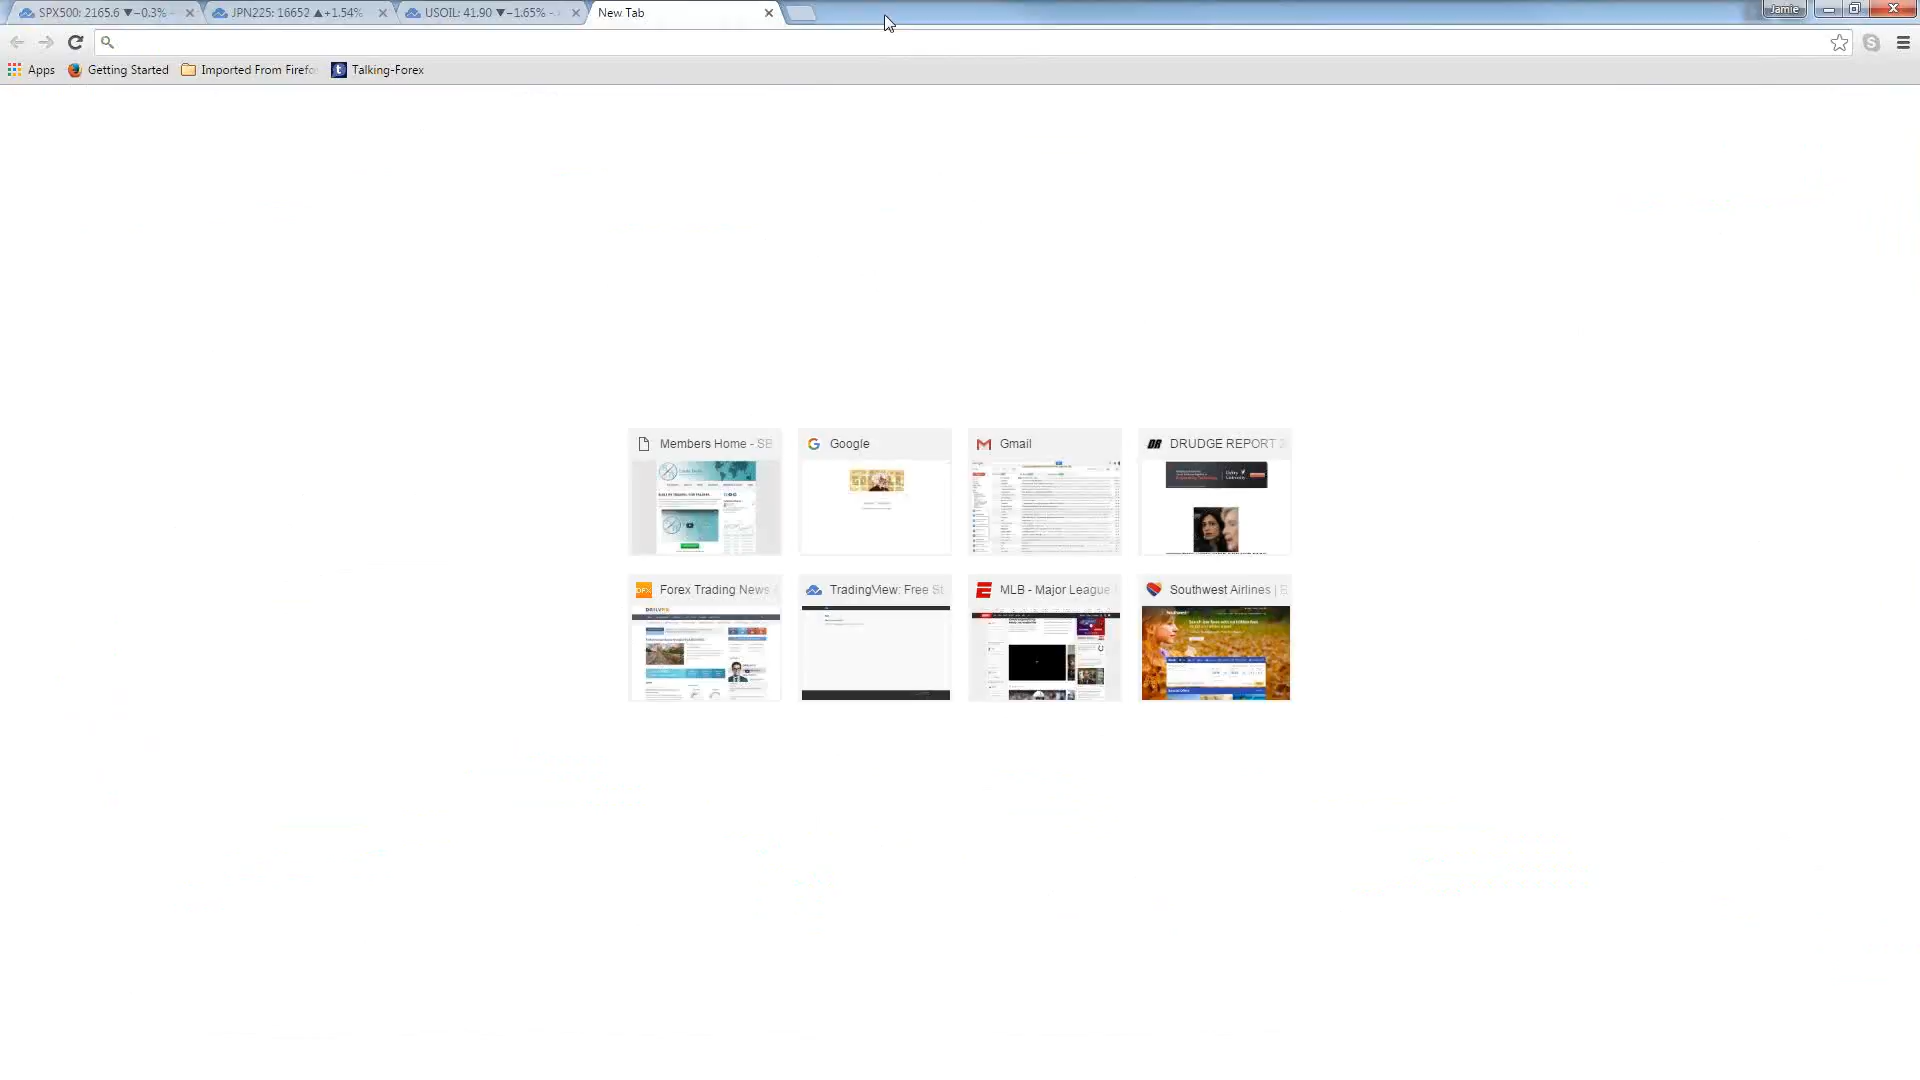 SPX500: 2165.6 ▼−0.3% -
JPN225: 16652 ▲+1.54%
USOIL: 41.90 ▼−1.65% -
New Tab
Jamie
Apps
Getting Started
Imported From Firefo
Talking-Forex
Members Home - SB
Google
Gmail
DRUDGE REPORT 2
Forex Trading News
TradingView: Free St
MLB - Major League
Southwest Airlines | E